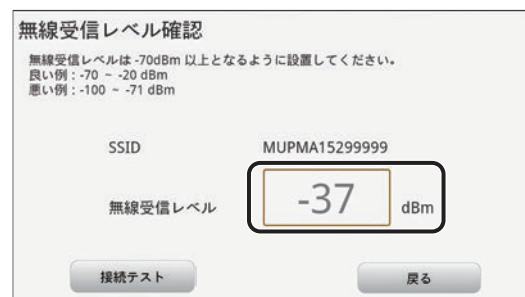 無線受信レベル確認
無線受信レベルは -70dBm 以上となるように設置してください。
良い例：-70 ~ -20 dBm
悪い例：-100 ~ -71 dBm
SSID MUPMA15299999
無線受信レベル -37 dBm
接続テスト 戻る